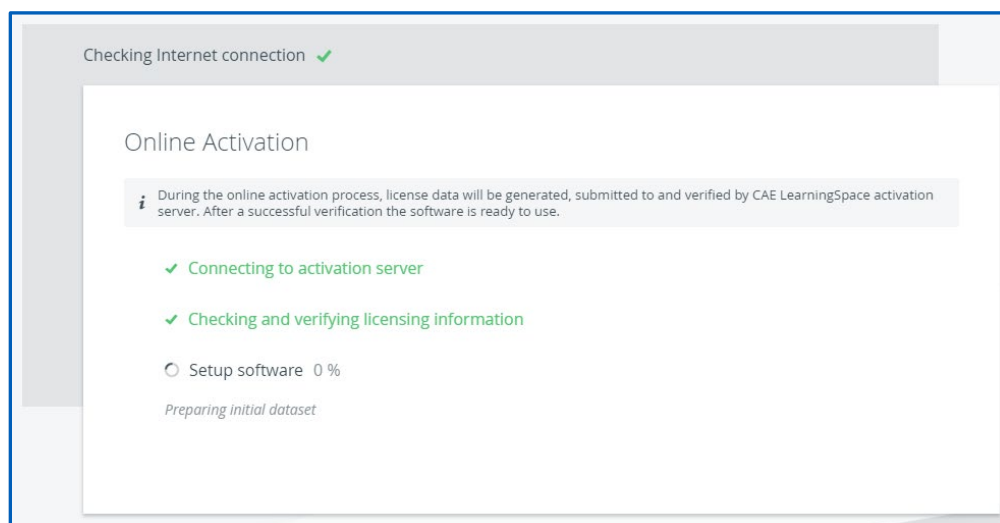 Checking Internet connection
Online Activation
During the online activation process, license data will be generated, submitted to and verified by CAE LearningSpace activation
server. After a successful verification the software is ready to use.
Connecting to activation server
Checking and verifying licensing information
Setup software 0 %
Preparing initial dataset